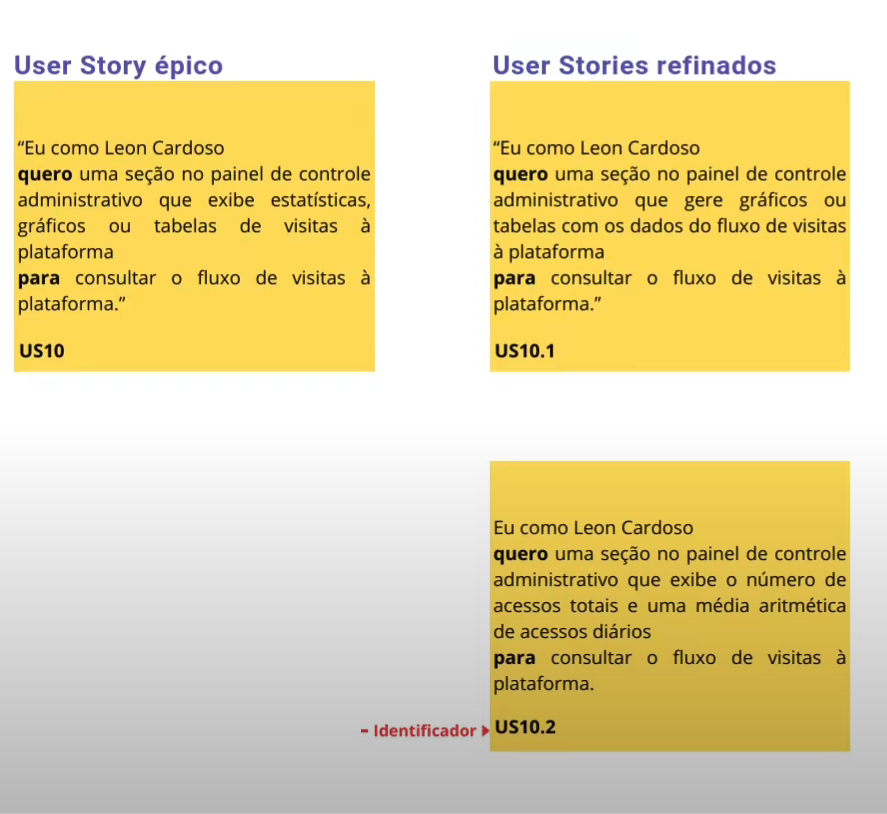 User Story épico
“Eu como Leon Cardoso
quero uma seção no painel de controle
administrativo que exibe estatísticas,
gráficos ou tabelas de visitas à
plataforma
para consultar o fluxo de visitas à
plataforma.”
US10
User Stories refinados
“Eu como Leon Cardoso
quero uma seção no painel de controle
administrativo que gere gráficos ou
tabelas com os dados do fluxo de visitas
à plataforma
para consultar o fluxo de visitas à
plataforma.”
US10.1
Eu como Leon Cardoso
quero uma seção no painel de controle
administrativo que exibe o número de
acessos totais e uma média aritmética
de acessos diários
para consultar o fluxo de visitas à
plataforma.
- Identificador
US10.2